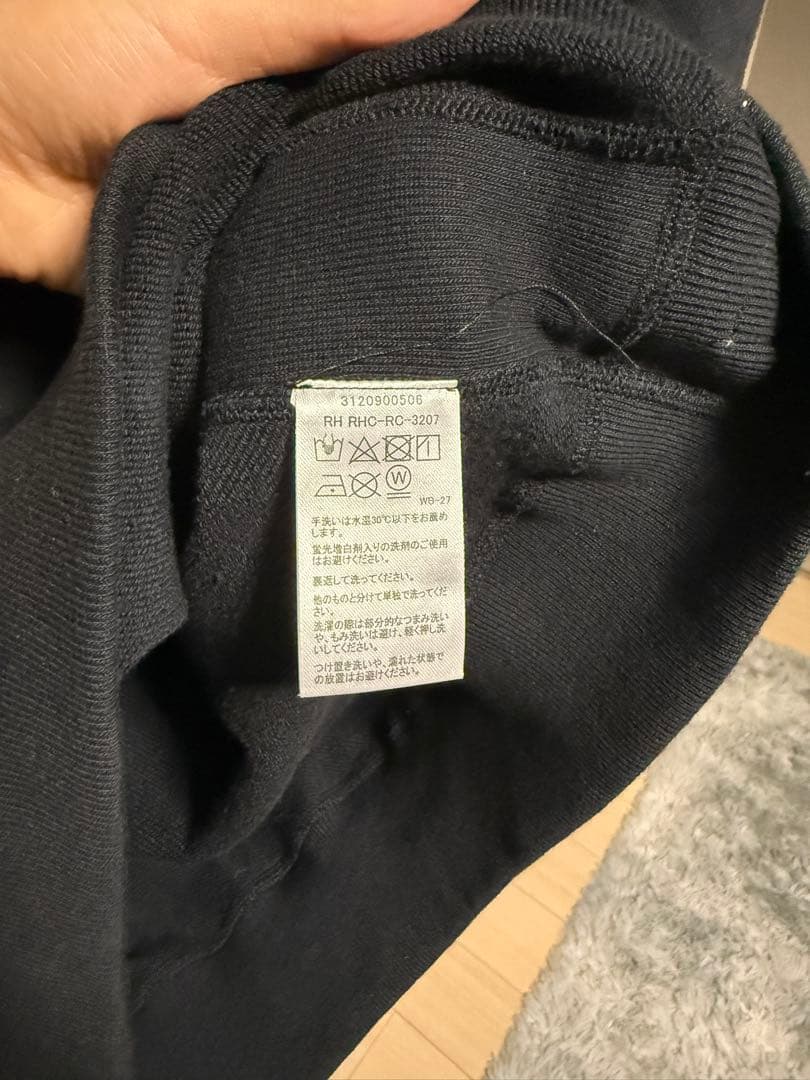 3120900506
RH RHC-RC-3207
W
WB-27
手洗いは水温30℃以下をお薦め
します。
蛍光増白剤入りの洗剤のご使用
はお避けください。
裏返して洗ってください。
他のものと分けて単独で洗ってくだ
さい。
洗濯の際は部分的なつまみ洗い
や、もみ洗いは避け、軽く押し洗
いしてください。
つけ置き洗いや、濡れた状態で
の放置はお避けください。